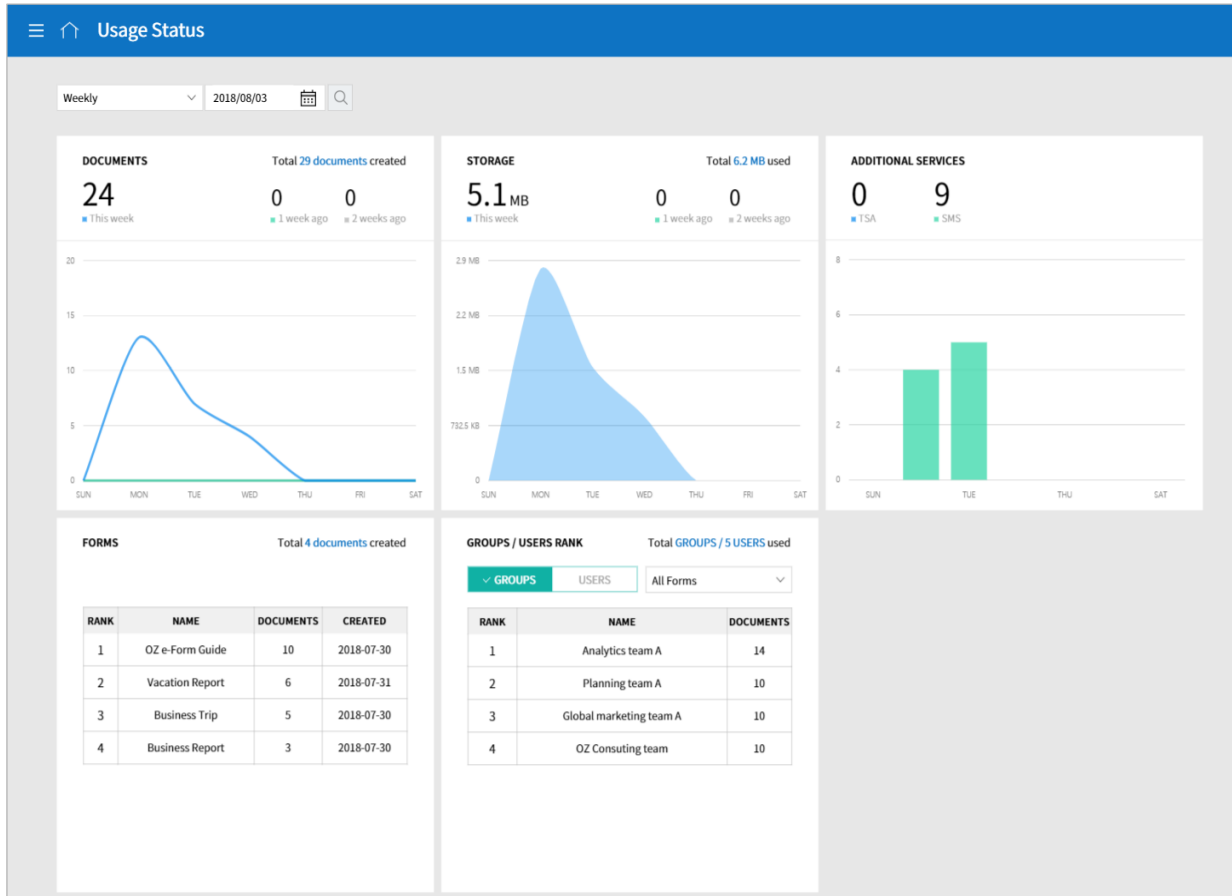 Usage Status
Weekly
2018/08/03
DOCUMENTS
Total 29 documents created
24
This week
0
1 week ago
0
2 weeks ago
20
15
10
5
0
SUN MON TUE WED THU FRI SAT
STORAGE
Total 6.2 MB used
5.1 MB
This week
0
1 week ago
0
2 weeks ago
2.9 MB
2.2 MB
1.5 MB
752.5 KB
0
SUN MON TUE WED THU FRI SAT
ADDITIONAL SERVICES
0
TSA
9
SMS
8
6
4
2
0
SUN TUE THU SAT
FORMS
Total 4 documents created
RANK NAME DOCUMENTS CREATED
1 OZ e-Form Guide 10 2018-07-30
2 Vacation Report 6 2018-07-31
3 Business Trip 5 2018-07-30
4 Business Report 3 2018-07-30
GROUPS / USERS RANK
Total GROUPS / 5 USERS used
GROUPS USERS
All Forms
RANK NAME DOCUMENTS
1 Analytics team A 14
2 Planning team A 10
3 Global marketing team A 10
4 OZ Consuting team 10